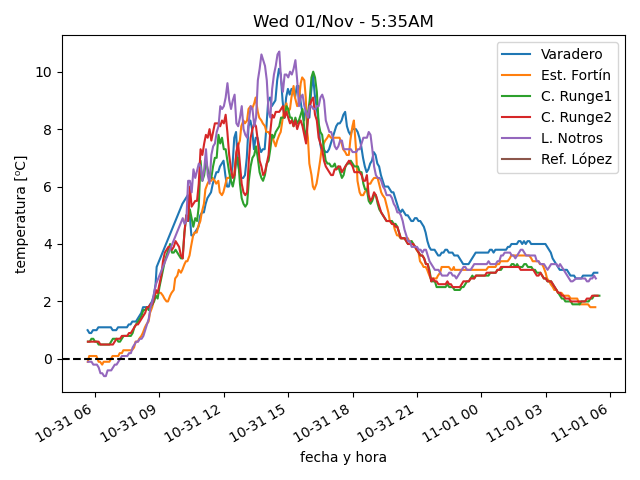 Wed 01/Nov - 5:35AM
temperatura [ºC]
10
8
6
4
2
0
Varadero
Est. Fortín
C. Runge1
C. Runge2
L. Notros
Ref. López
10-31 06
10-31 09
10-31 12
10-31 15
10-31 18
10-31 21
11-01 00
11-01 03
11-01 06
fecha y hora